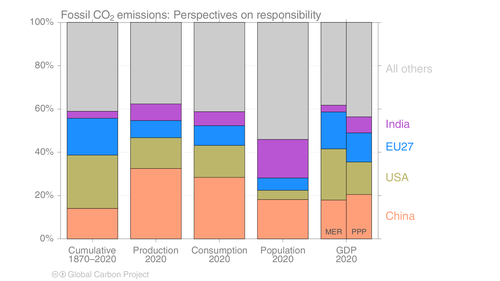 Fossil CO₂ emissions: Perspectives on responsibility
100%
80%
60%
40%
20%
0%
All others
India
EU27
USA
China
MER PPP
Cumulative Production Consumption Population GDP
1870–2020 2020 2020 2020 2020
Global Carbon Project